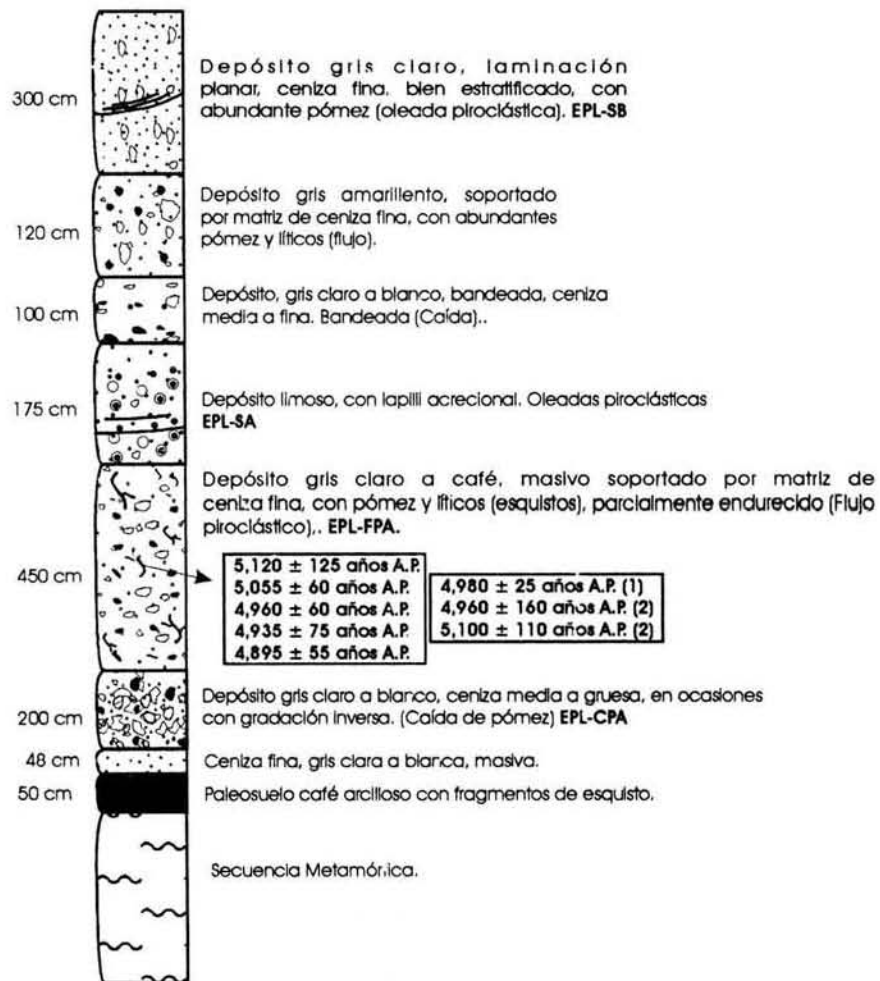 300 cm
Depósito gris claro, laminación
planar, ceniza fina. bien estratificado, con
abundante pómez (oleada piroclástica). EPL-SB
120 cm
Depósito gris amarillento, soportado
por matriz de ceniza fina, con abundantes
pómez y líticos (flujo).
100 cm
Depósito, gris claro a blanco, bandeada, ceniza
media a fina. Bandeada (Caída)..
175 cm
Depósito limoso, con lapilli acrecional. Oleadas piroclásticas
EPL-SA
450 cm
Depósito gris claro a café, masivo soportado por matriz de
ceniza fina, con pómez y líticos (esquistos), parcialmente endurecido (Flujo
piroclástico),. EPL-FPA.
5,120 ± 125 años A.P.
5,055 ± 60 años A.P.
4,960 ± 60 años A.P.
4,935 ± 75 años A.P.
4,895 ± 55 años A.P.
4,980 ± 25 años A.P. (1)
4,960 ± 160 años A.P. (2)
5,100 ± 110 años A.P. (2)
200 cm
Depósito gris claro a blanco, ceniza media a gruesa, en ocasiones
con gradación inversa. (Caída de pómez) EPL-CPA
48 cm
Ceniza fina, gris clara a blanca, masiva.
50 cm
Paleosuelo café arcilloso con fragmentos de esquisto.
Secuencia Metamórfica.